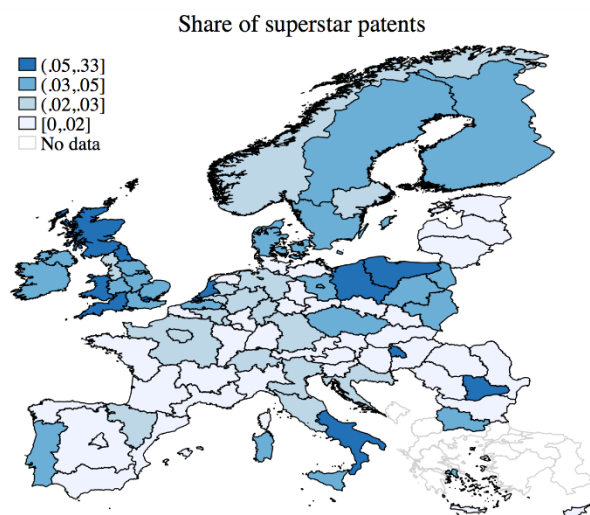 Share of superstar patents
(.05,.33]
(.03,.05]
(.02,.03]
[0,.02]
No data